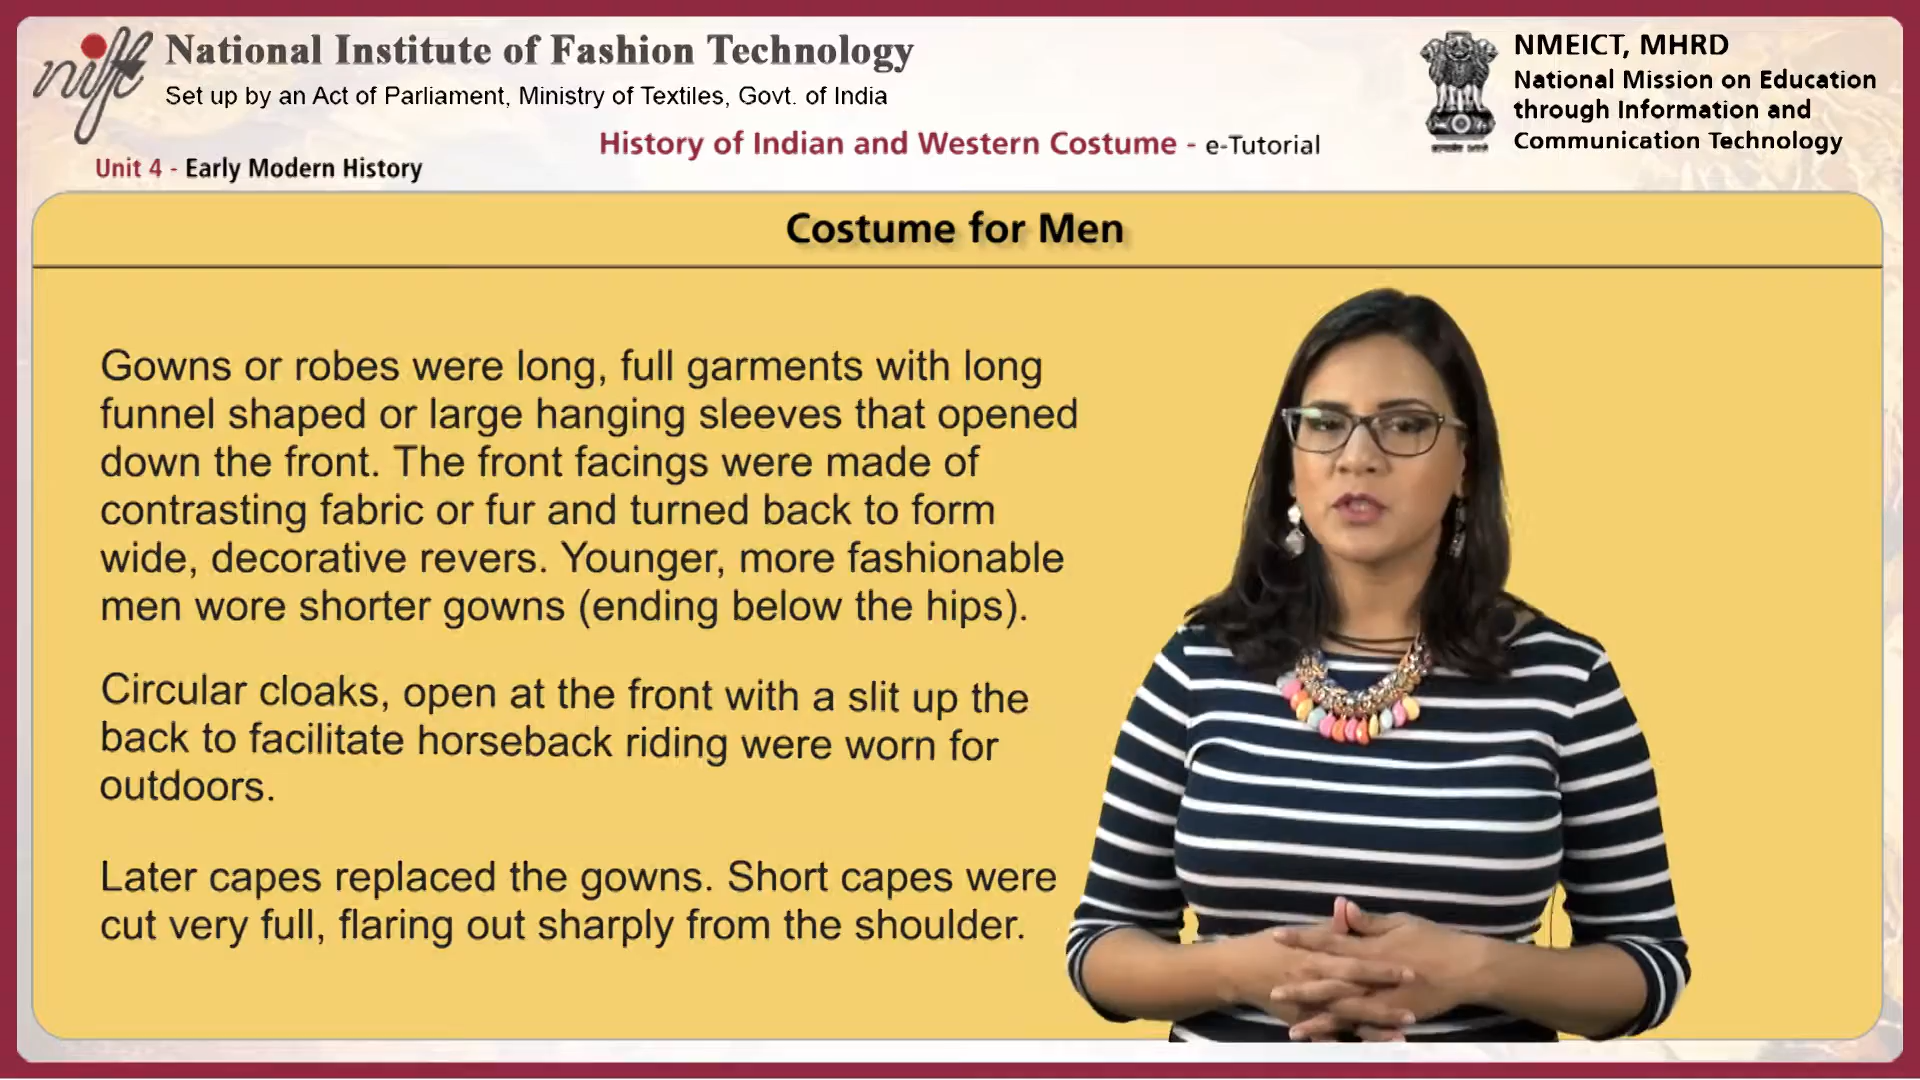 nift National Institute of Fashion Technology
Set up by an Act of Parliament, Ministry of Textiles, Govt. of India
NMEICT, MHRD
National Mission on Education
through Information and
Communication Technology
History of Indian and Western Costume - e-Tutorial
Unit 4 - Early Modern History
Costume for Men
Gowns or robes were long, full garments with long
funnel shaped or large hanging sleeves that opened
down the front. The front facings were made of
contrasting fabric or fur and turned back to form
wide, decorative revers. Younger, more fashionable
men wore shorter gowns (ending below the hips).
Circular cloaks, open at the front with a slit up the
back to facilitate horseback riding were worn for
outdoors.
Later capes replaced the gowns. Short capes were
cut very full, flaring out sharply from the shoulder.